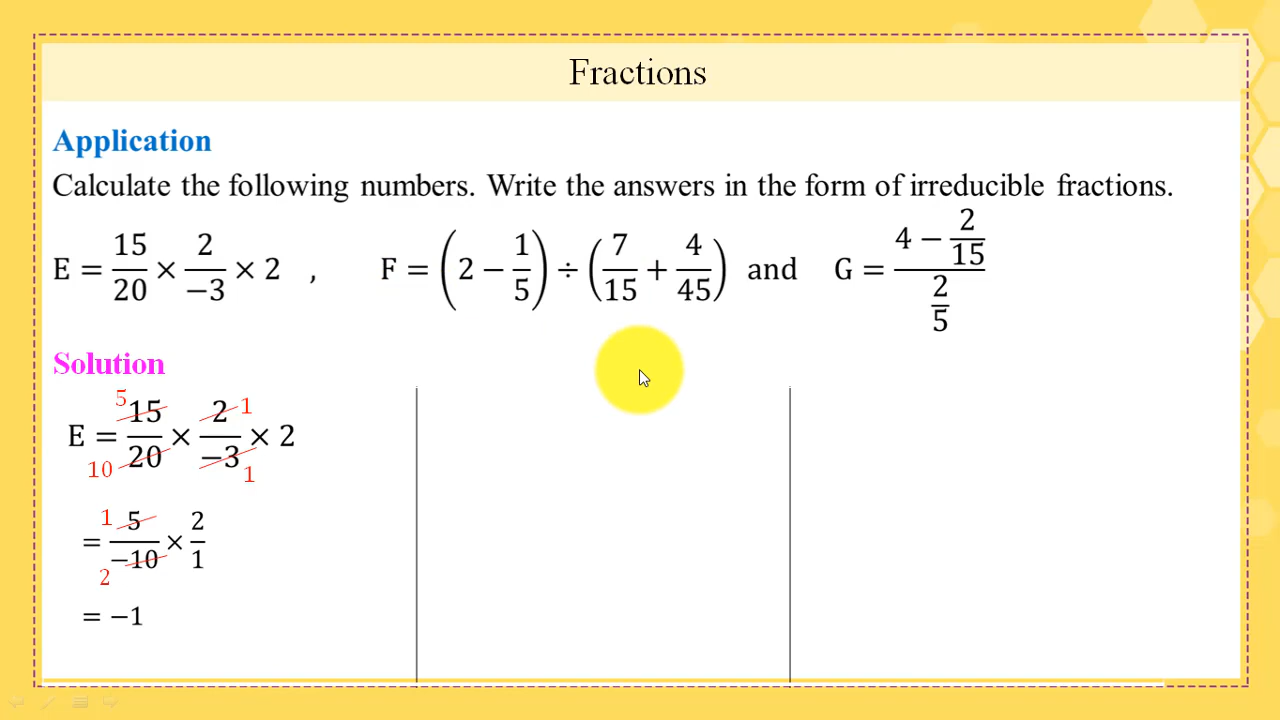 Fractions
Application
Calculate the following numbers. Write the answers in the form of irreducible fractions.
E = 15/20 × 2/−3 × 2 , F = (2 − 1/5) ÷ (7/15 + 4/45) and G = (4 − 2/15)/(2/5)
Solution
E = 15/20 × 2/−3 × 2
5 1
10 1
= 5/−10 × 2/1
1
2
= −1